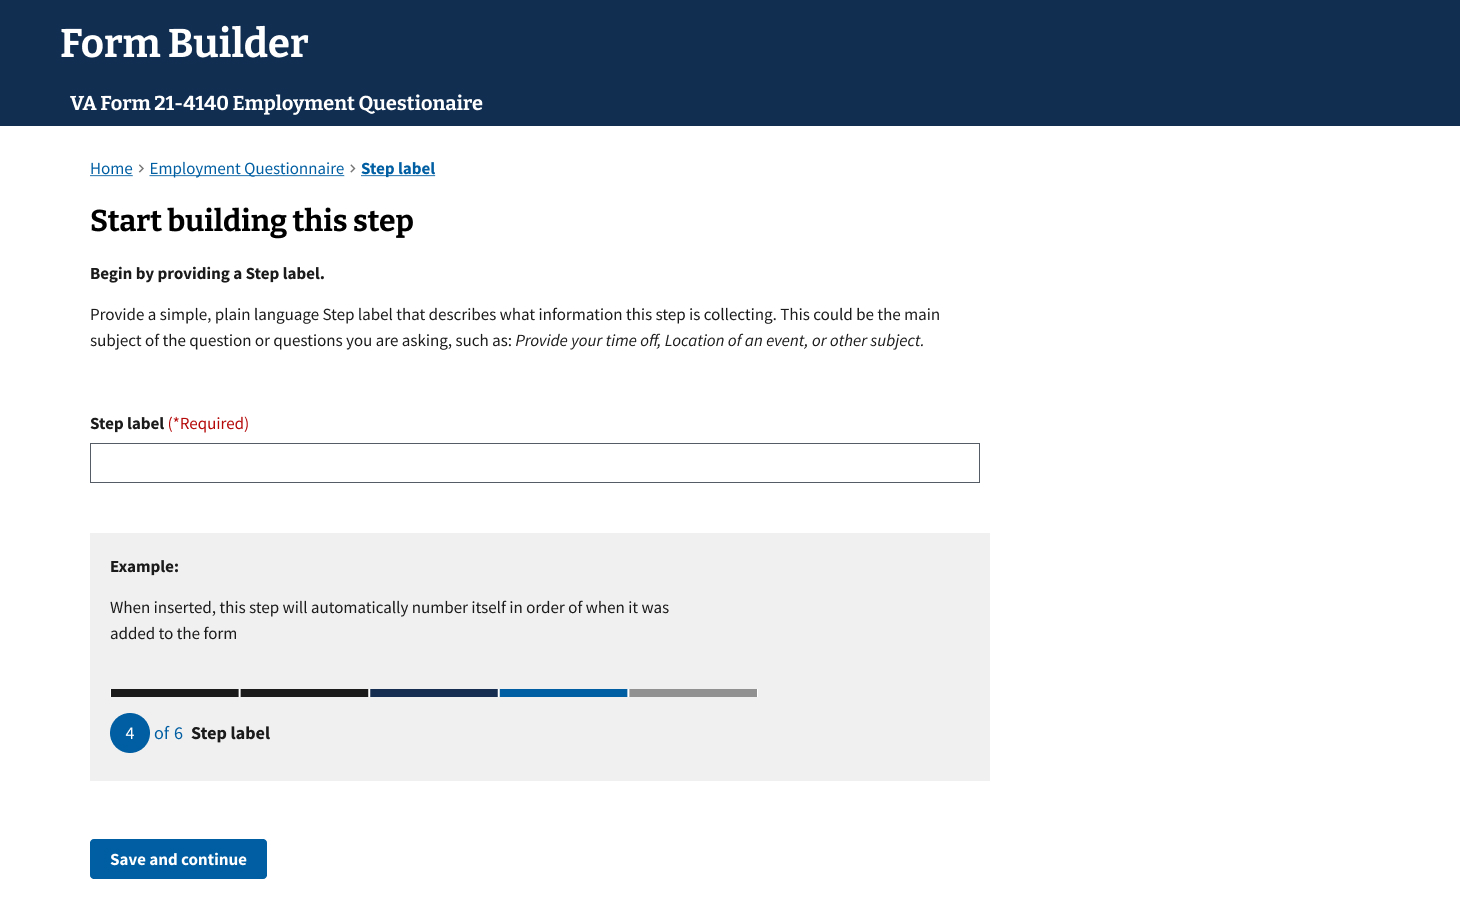 Form Builder
VA Form 21-4140 Employment Questionaire
Home > Employment Questionnaire > Step label
Start building this step
Begin by providing a Step label.
Provide a simple, plain language Step label that describes what information this step is collecting. This could be the main
subject of the question or questions you are asking, such as: Provide your time off, Location of an event, or other subject.
Step label (*Required)
Example:
When inserted, this step will automatically number itself in order of when it was
added to the form
4 of 6 Step label
Save and continue